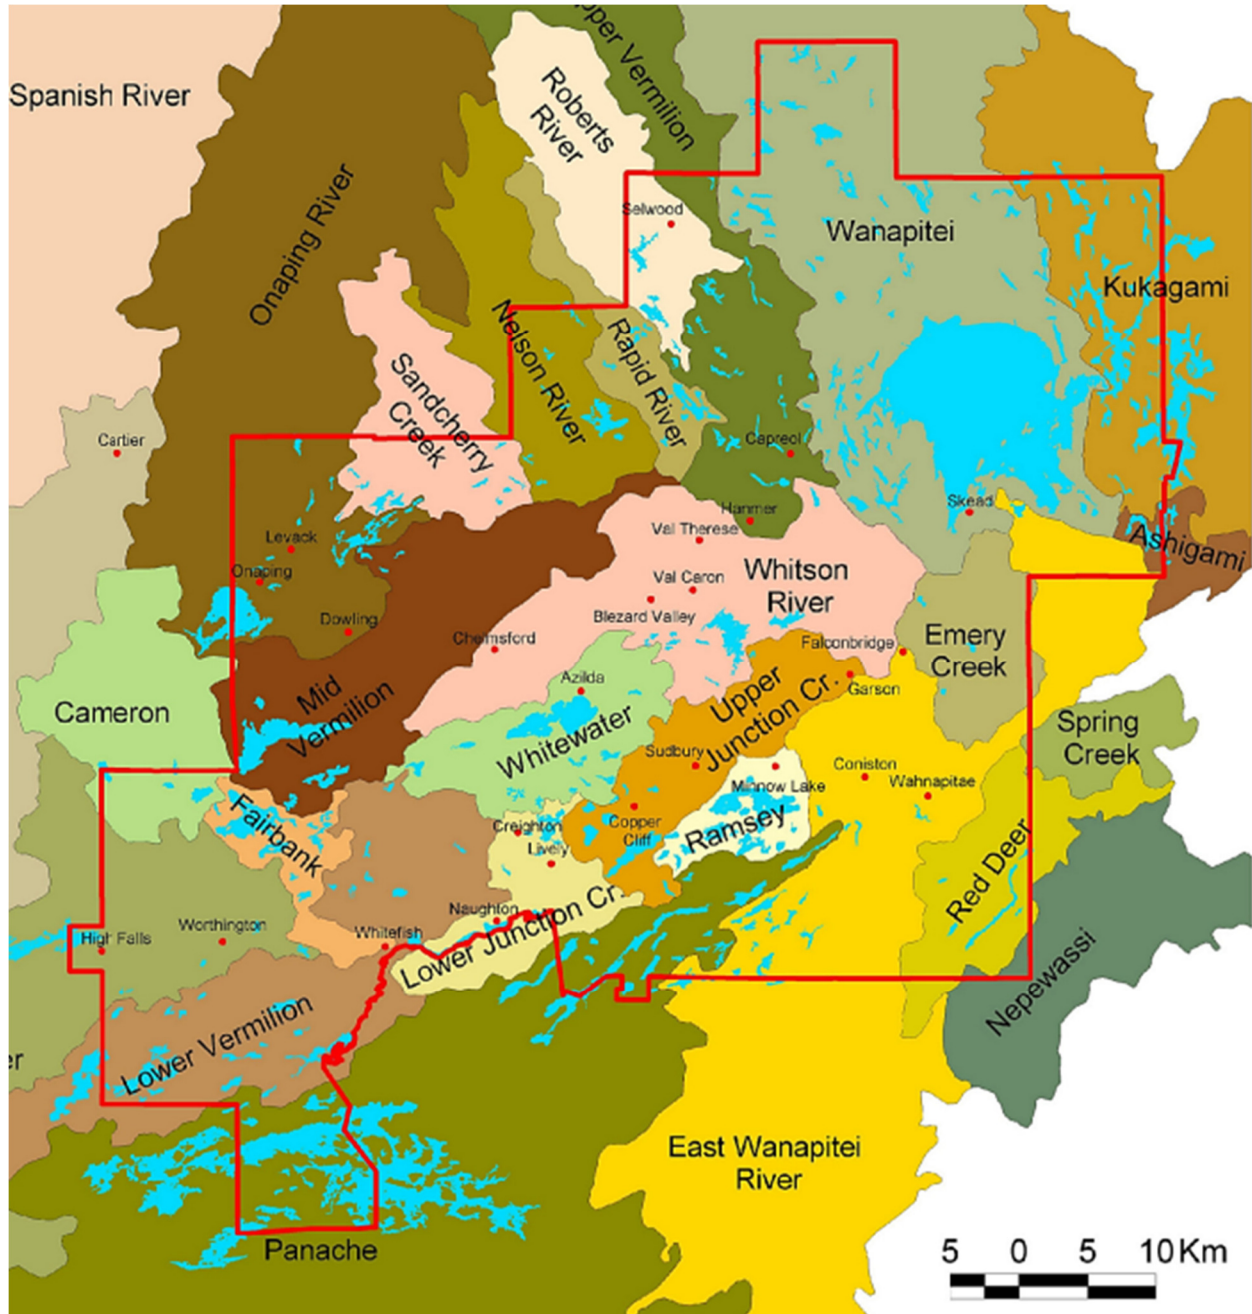 pper Vermilion
Spanish River
Roberts
River
Onaping River
Selwood
Wanapitei
Kukagami
Nelson River
Rapid River
Sandcherry
Creek
Cartier
Capreol
Skead
Hanmer
Val Therese
Ashigami
Levack
Onaping
Whitson
River
Val Caron
Blezard Valley
Dowling
Chelmsford
Falconbridge
Emery
Creek
Azilda
Garson
Cameron
Mid
Vermilion
Upper
Junction Cr.
Whitewater
Spring
Creek
Sudbury
Coniston
Minnow Lake
Wahnapitae
Fairbank
Creighton
Copper
Cliff
Ramsey
Lively
Red Deer
Naughton
Lower Junction Cr.
Worthington
High Falls
Whitefish
Nepewassi
Lower Vermilion
er
East Wanapitei
River
Panache
5 0 5 10 Km